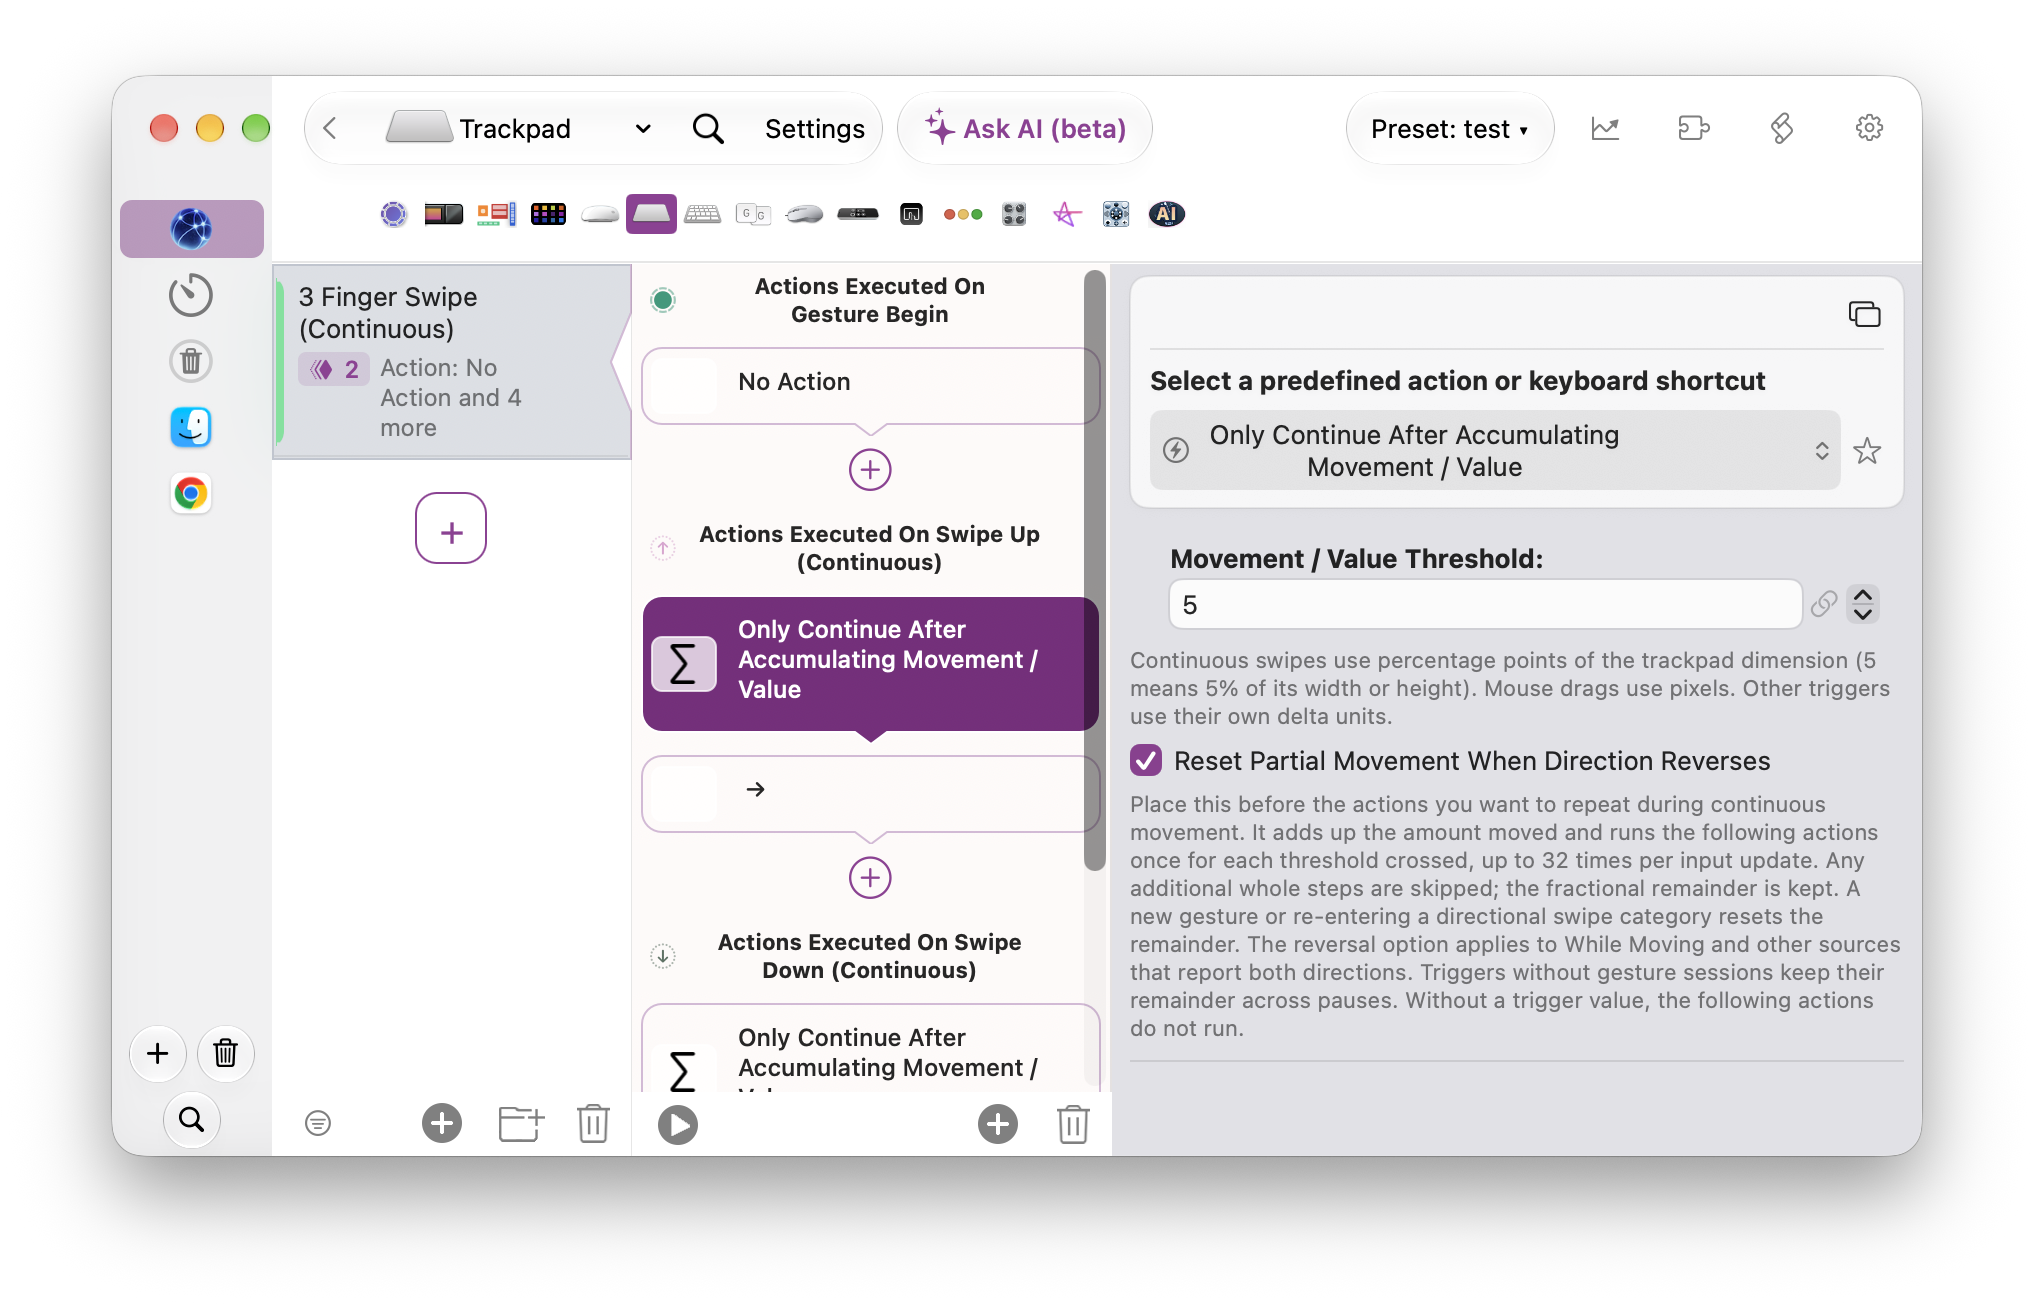 Trackpad
Settings
Ask AI (beta)
Preset: test ▾
G G
AI
3 Finger Swipe
(Continuous)
2
Action: No
Action and 4
more
+
Actions Executed On
Gesture Begin
No Action
Actions Executed On Swipe Up
(Continuous)
∑
Only Continue After
Accumulating Movement /
Value
→
Actions Executed On Swipe
Down (Continuous)
∑
Only Continue After
Accumulating Movement /
Select a predefined action or keyboard shortcut
Only Continue After Accumulating
Movement / Value
Movement / Value Threshold:
5
Continuous swipes use percentage points of the trackpad dimension (5
means 5% of its width or height). Mouse drags use pixels. Other triggers
use their own delta units.
Reset Partial Movement When Direction Reverses
Place this before the actions you want to repeat during continuous
movement. It adds up the amount moved and runs the following actions
once for each threshold crossed, up to 32 times per input update. Any
additional whole steps are skipped; the fractional remainder is kept. A
new gesture or re-entering a directional swipe category resets the
remainder. The reversal option applies to While Moving and other sources
that report both directions. Triggers without gesture sessions keep their
remainder across pauses. Without a trigger value, the following actions
do not run.